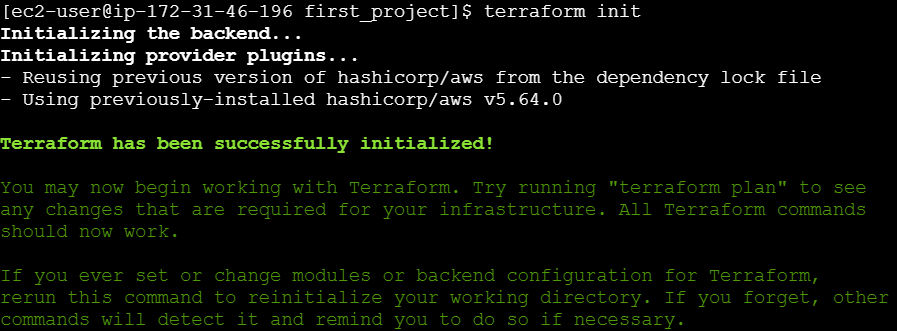 [ec2-user@ip-172-31-46-196 first_project]$ terraform init
Initializing the backend...
Initializing provider plugins...
- Reusing previous version of hashicorp/aws from the dependency lock file
- Using previously-installed hashicorp/aws v5.64.0
Terraform has been successfully initialized!
You may now begin working with Terraform. Try running "terraform plan" to see
any changes that are required for your infrastructure. All Terraform commands
should now work.
If you ever set or change modules or backend configuration for Terraform,
rerun this command to reinitialize your working directory. If you forget, other
commands will detect it and remind you to do so if necessary.